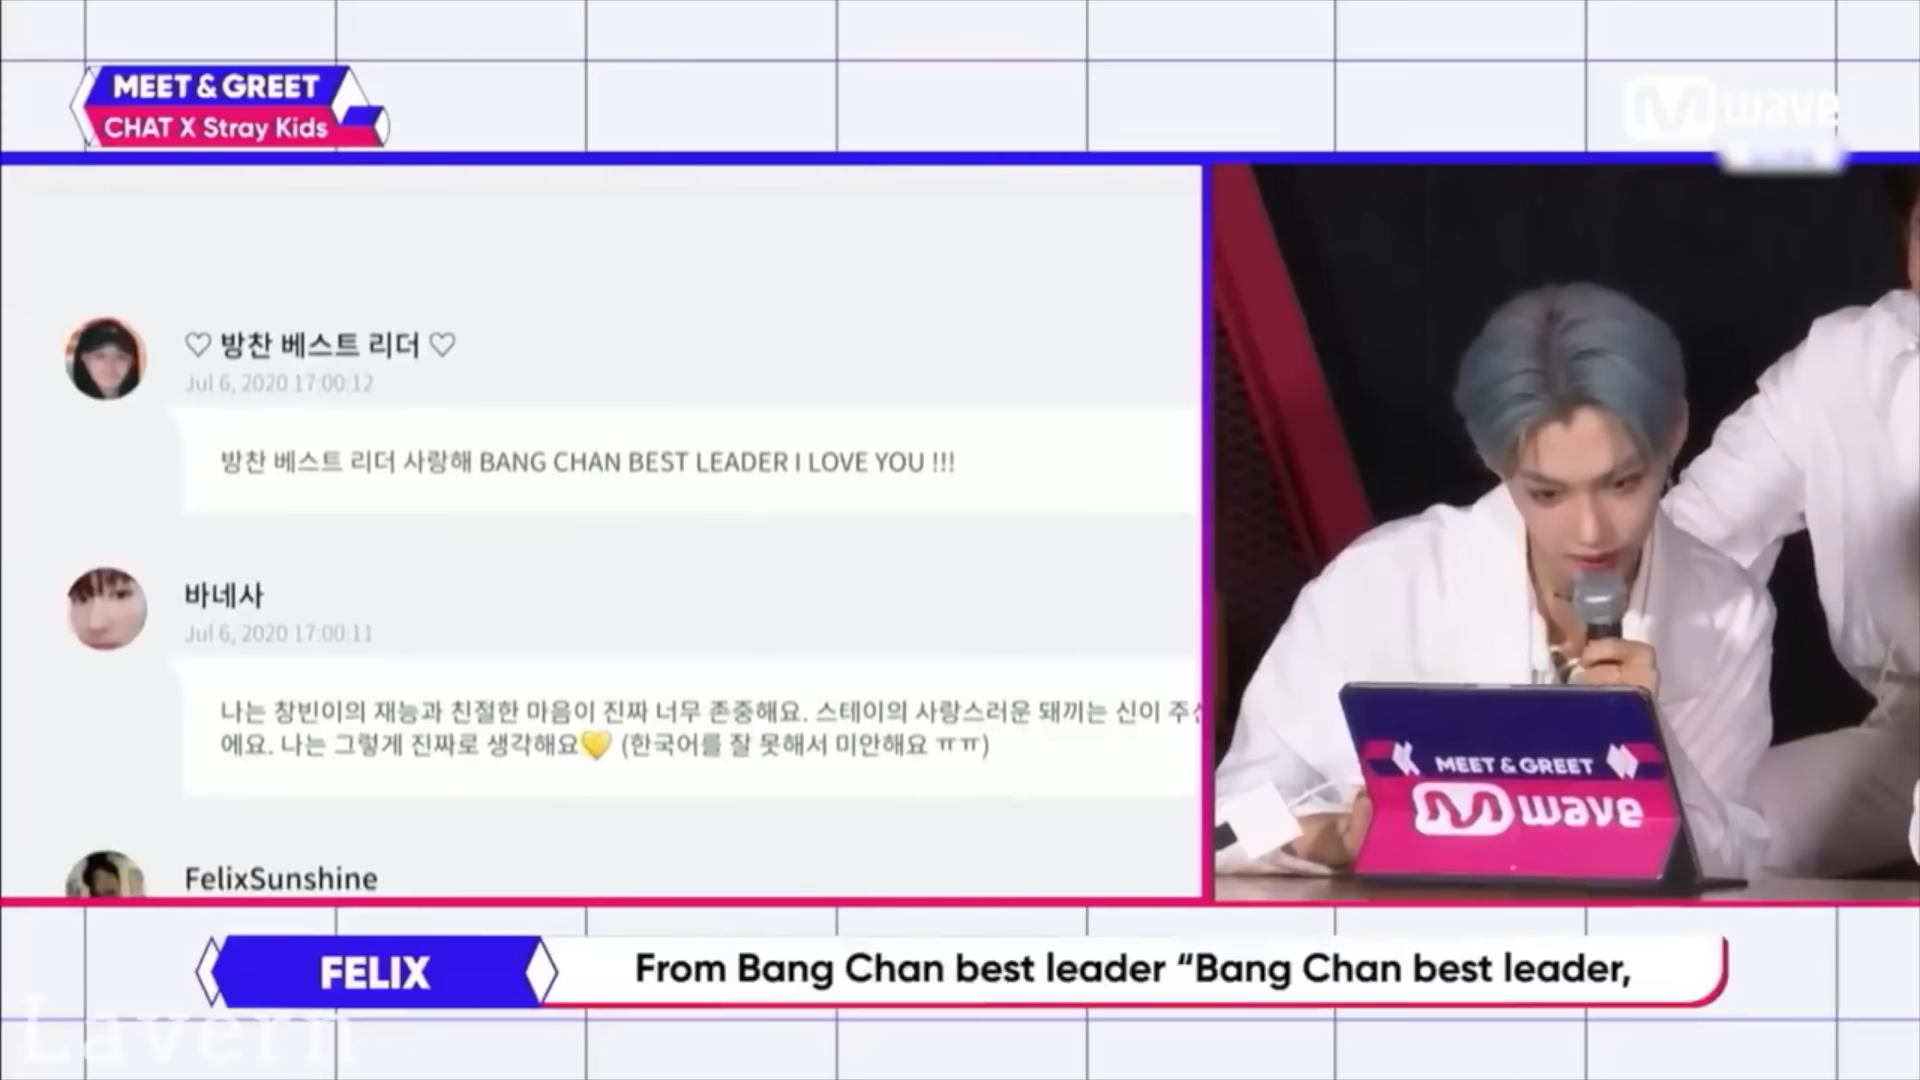 MEET & GREET
CHAT X Stray Kids
Mwave
♡ 방찬 베스트 리더 ♡
Jul 6, 2020 17:00:12
방찬 베스트 리더 사랑해 BANG CHAN BEST LEADER I LOVE YOU !!!
바네사
Jul 6, 2020 17:00:11
나는 창빈이의 재능과 친절한 마음이 진짜 너무 존중해요. 스테이의 사랑스러운 돼끼는 신이 주
에요. 나는 그렇게 진짜로 생각해요💛 (한국어를 잘 못해서 미안해요 ㅠㅠ)
FelixSunshine
MEET & GREET
Mwave
FELIX
From Bang Chan best leader “Bang Chan best leader,
Lavern